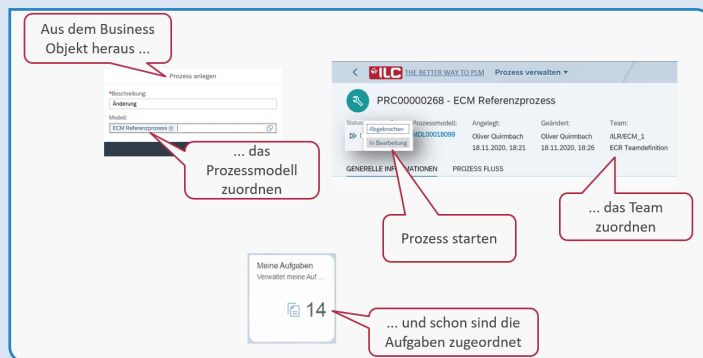 Aus dem Business
Objekt heraus ...
Prozess anlegen
*Beschreibung:
Änderung
Modell:
ECM Referenzprozess
... das
Prozessmodell
zuordnen
ILC THE BETTER WAY TO PLM Prozess verwalten
PRC00000268 - ECM Referenzprozess
Status: Prozessmodell: Angelegt: Geändert: Team:
Abgebrochen
MDL00018099 Oliver Quirmbach Oliver Quirmbach /ILR/ECM_1
In Bearbeitung
18.11.2020, 18:21 18.11.2020, 18:26 ECR Teamdefinition
GENERELLE INFORMATIONEN PROZESS FLUSS
Prozess starten
... das Team
zuordnen
Meine Aufgaben
Verwaltet meine Auf...
14
... und schon sind die
Aufgaben zugeordnet